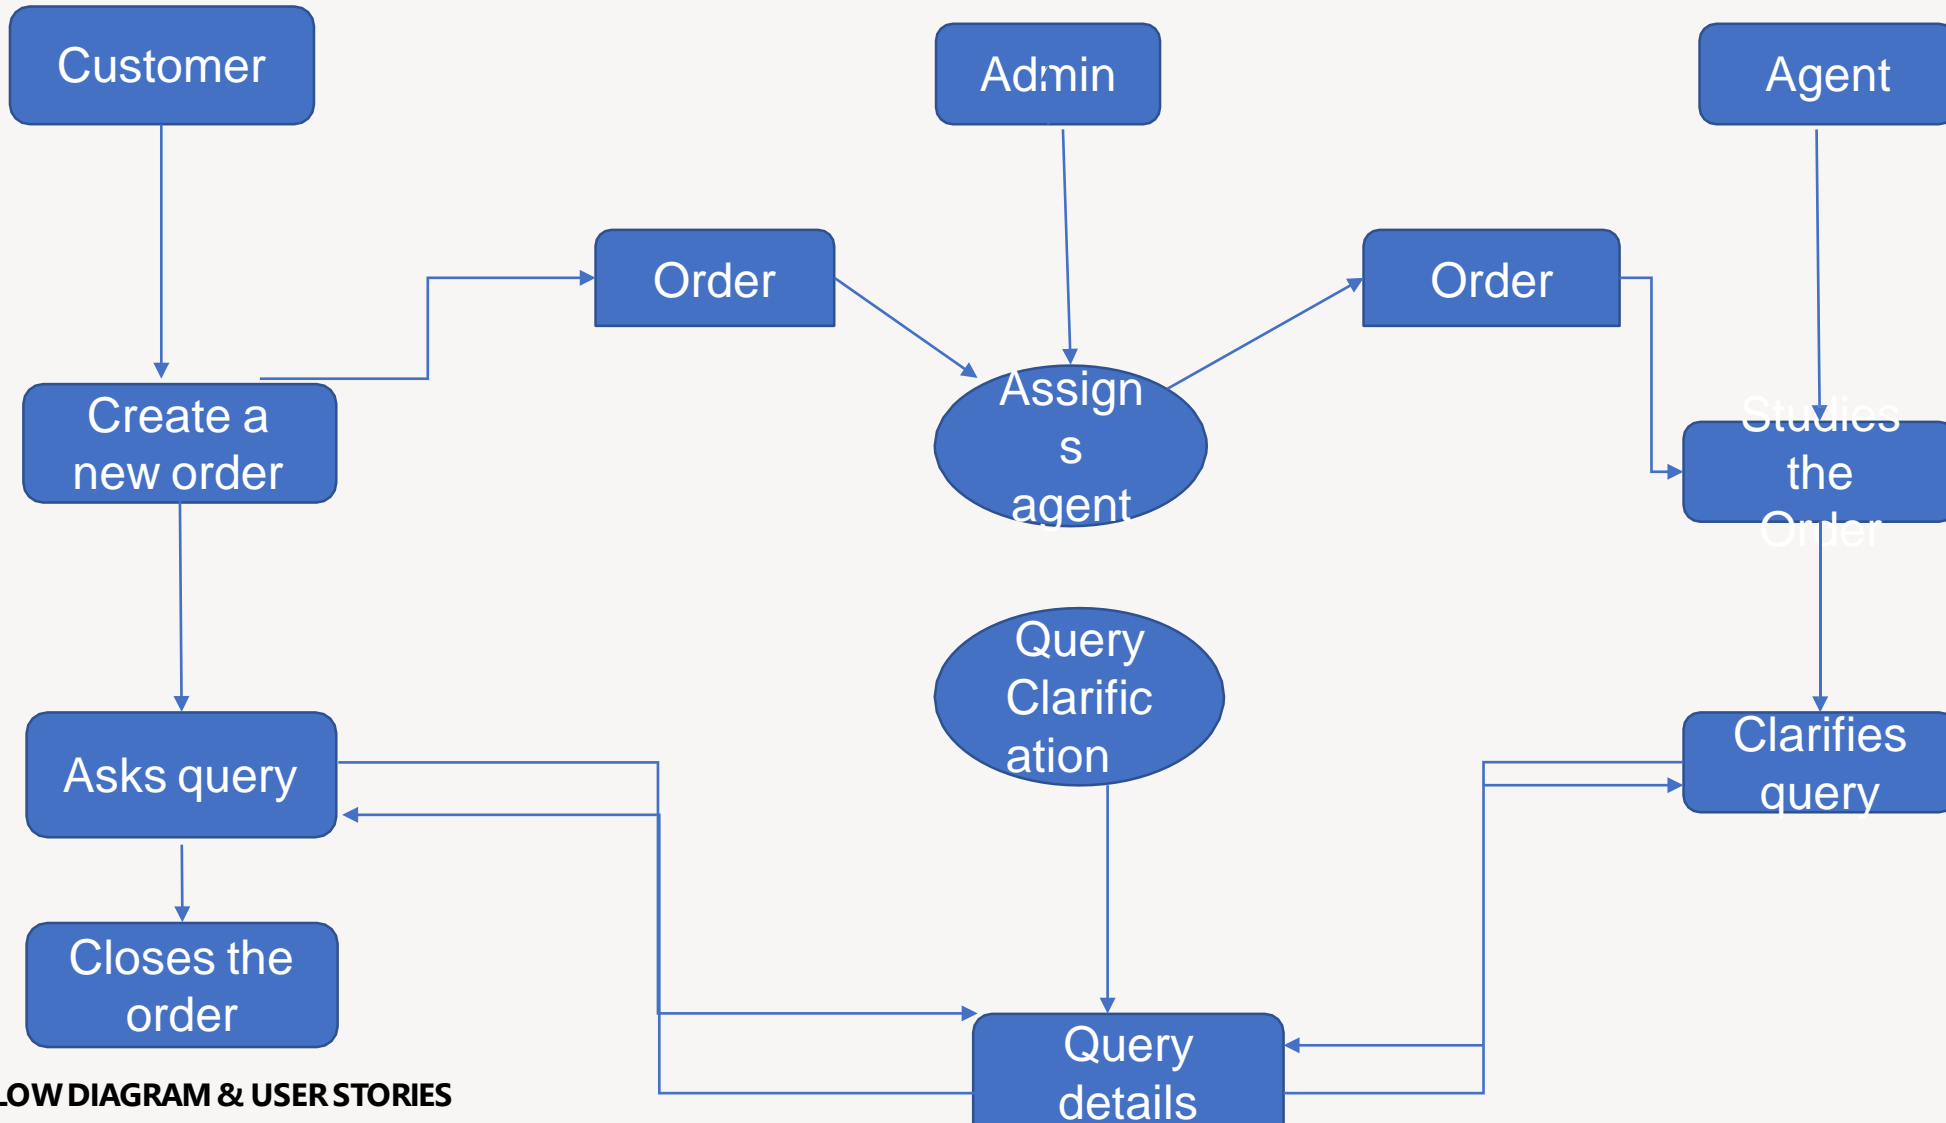 Customer
Admin
Agent
Order
Order
Create a
new order
Assign
s
agent
Studies
the
Order
Query
Clarific
ation
Asks query
Clarifies
query
Closes the
order
Query
details
LOW DIAGRAM & USER STORIES